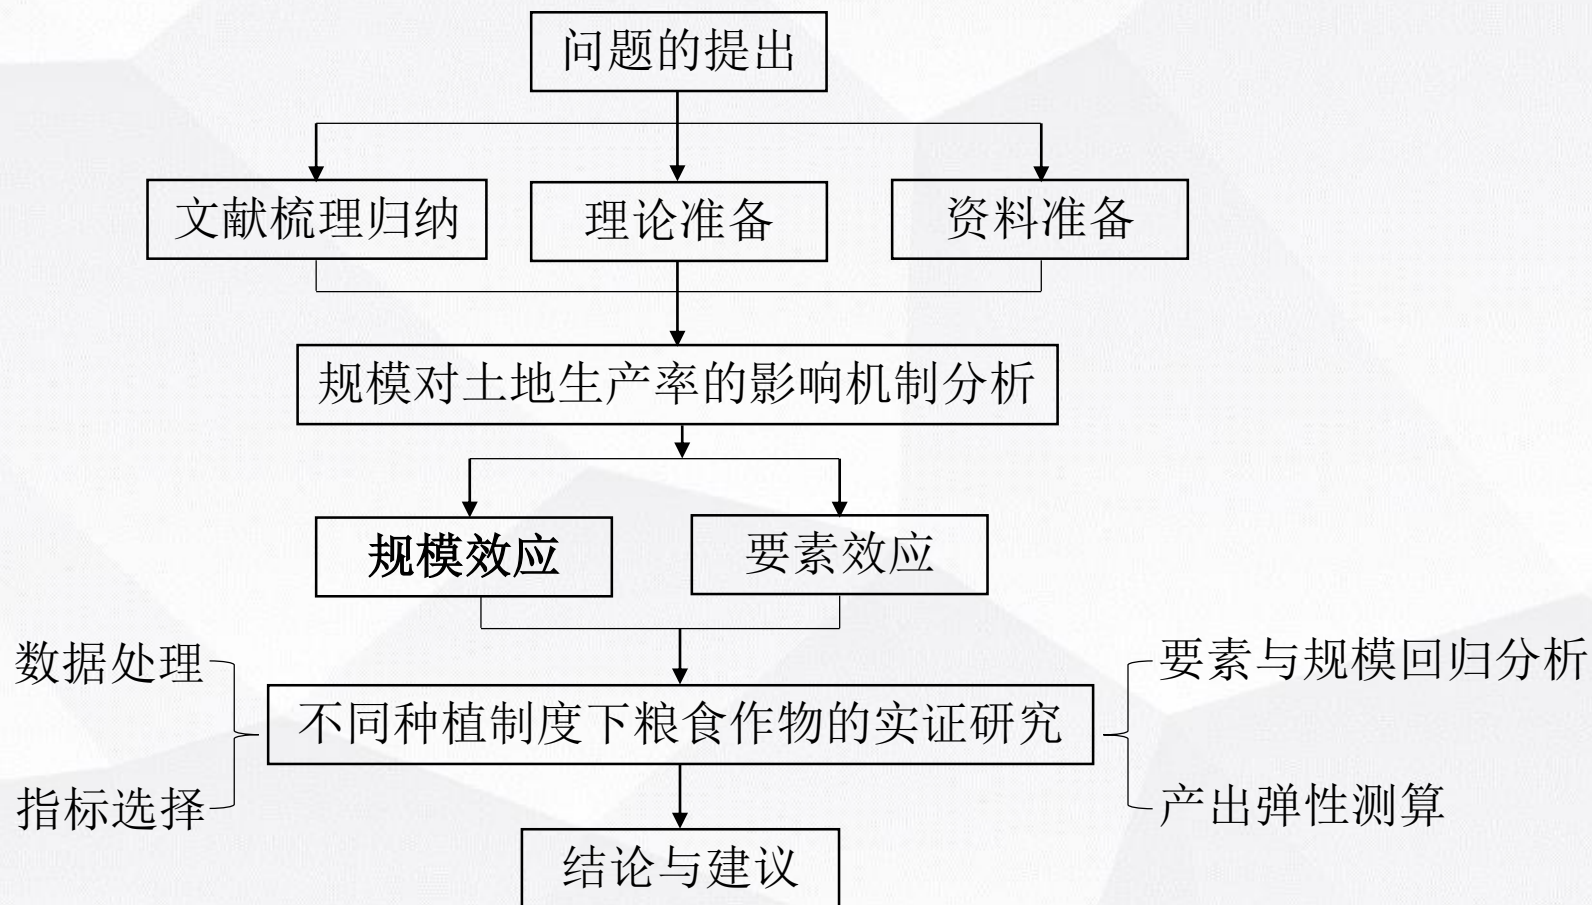 问题的提出
文献梳理归纳
理论准备
资料准备
规模对土地生产率的影响机制分析
规模效应
要素效应
数据处理
指标选择
不同种植制度下粮食作物的实证研究
要素与规模回归分析
产出弹性测算
结论与建议